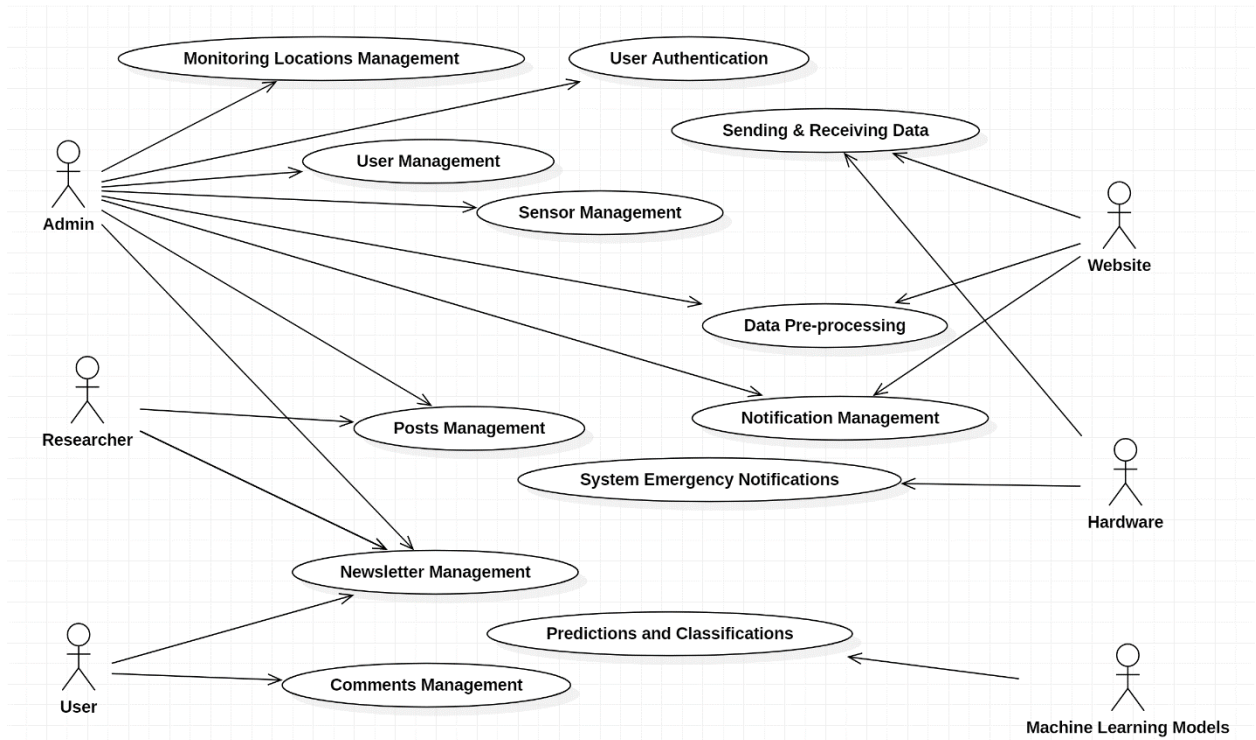 Monitoring Locations Management
User Authentication
Sending & Receiving Data
User Management
Sensor Management
Admin
Website
Data Pre-processing
Notification Management
Posts Management
Researcher
System Emergency Notifications
Hardware
Newsletter Management
Predictions and Classifications
Comments Management
User
Machine Learning Models